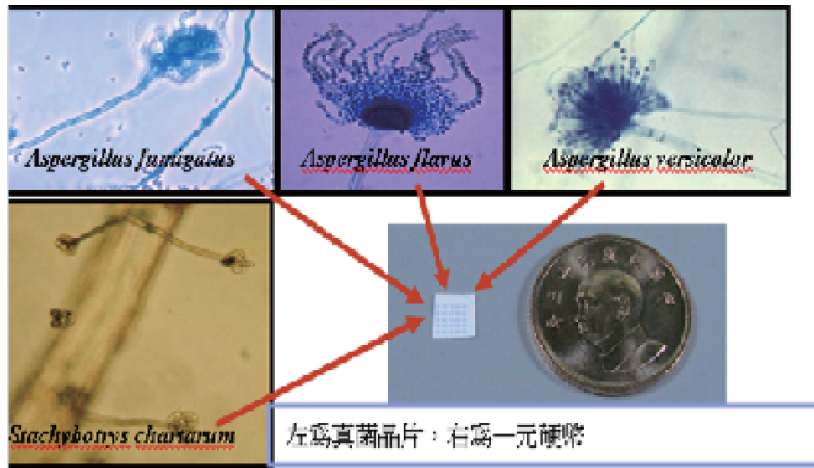 Aspergillus fumigatus
Aspergillus flavus
Aspergillus versicolor
Stachybotrys chartarum
左為真菌晶片，右為一元硬幣